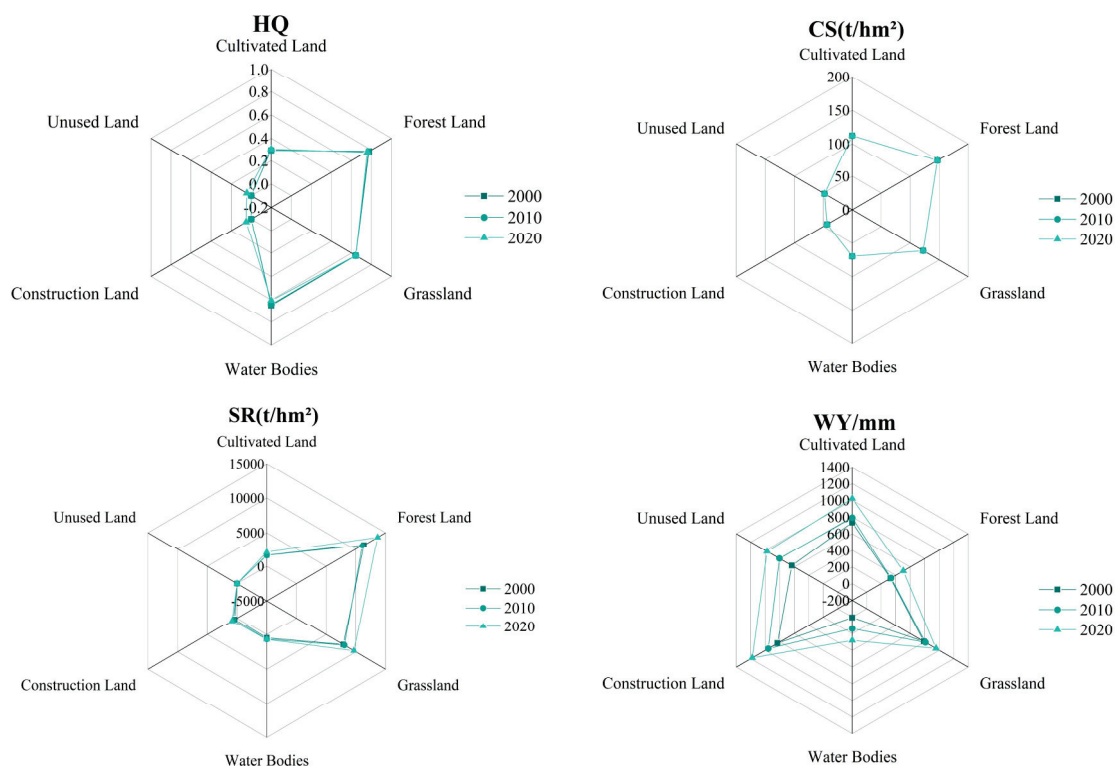 HQ
Cultivated Land
1.0
0.8
0.6
0.4
0.2
0.0
-0.2
Forest Land
Unused Land
Construction Land
Grassland
Water Bodies
2000
2010
2020
CS(t/hm²)
Cultivated Land
200
150
100
50
0
Forest Land
Unused Land
Construction Land
Grassland
Water Bodies
2000
2010
2020
SR(t/hm²)
Cultivated Land
15000
10000
5000
0
-5000
Forest Land
Unused Land
Construction Land
Grassland
Water Bodies
2000
2010
2020
WY/mm
Cultivated Land
1400
1200
1000
800
600
400
200
0
-200
Forest Land
Unused Land
Construction Land
Grassland
Water Bodies
2000
2010
2020